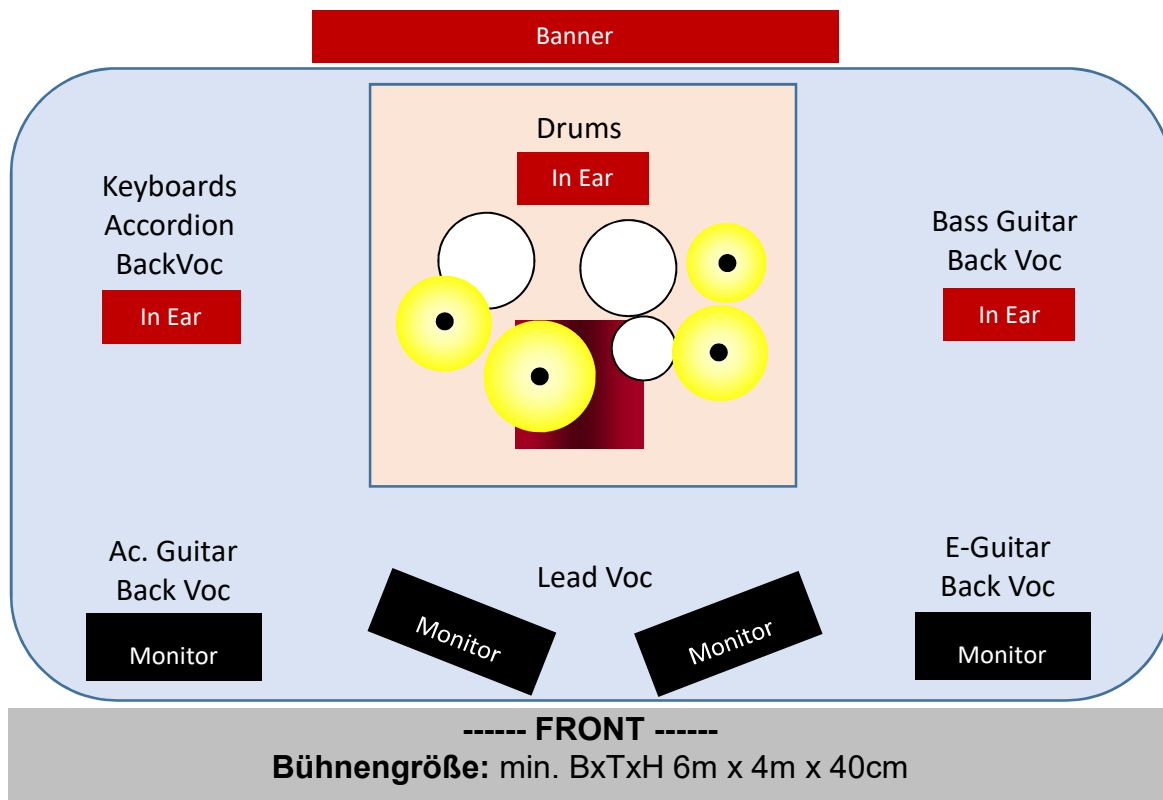 Banner
Drums
In Ear
Keyboards
Accordion
BackVoc
In Ear
Bass Guitar
Back Voc
In Ear
Ac. Guitar
Back Voc
Monitor
Lead Voc
Monitor
Monitor
E-Guitar
Back Voc
Monitor
------ FRONT ------
Bühnengröße: min. BxTxH 6m x 4m x 40cm